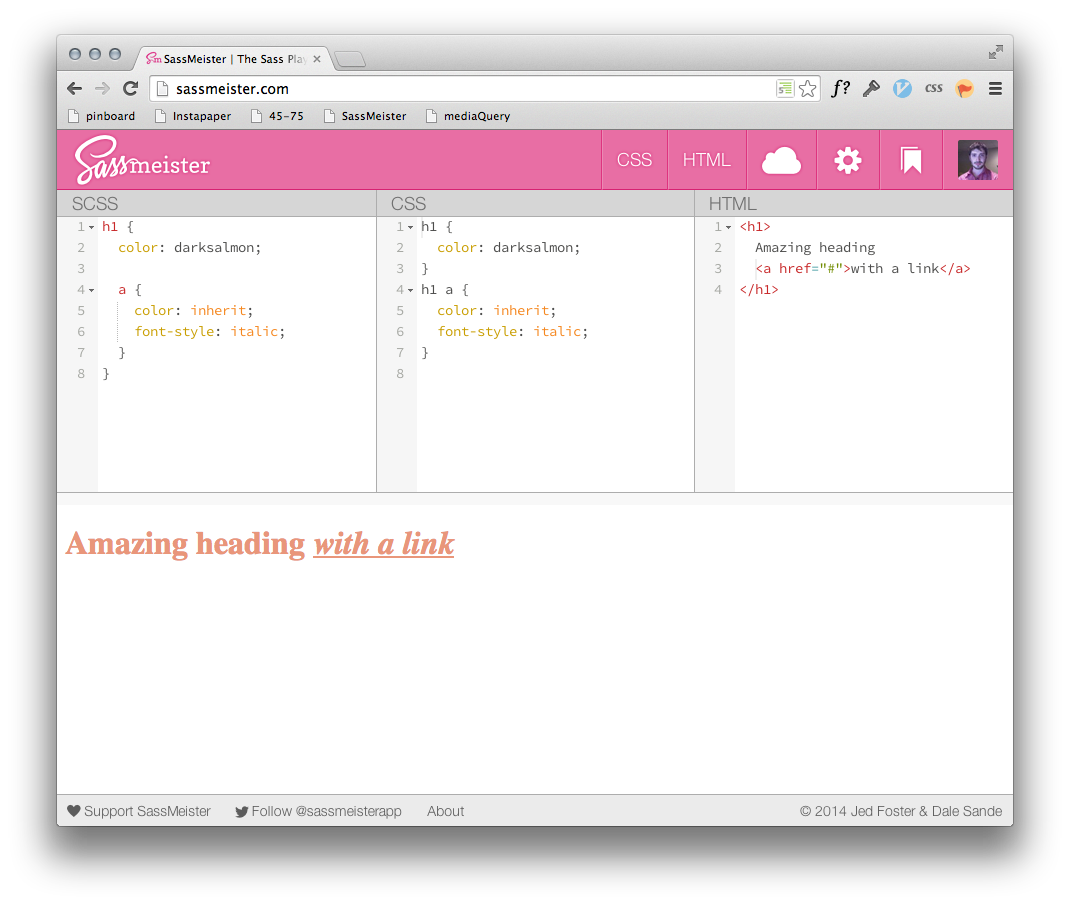 SassMeister | The Sass Play
sassmeister.com
f? CSS
pinboard Instapaper 45-75 SassMeister mediaQuery
Sassmeister CSS HTML
SCSS CSS HTML
1 h1 {
2 color: darksalmon;
3
4 a {
5 color: inherit;
6 font-style: italic;
7 }
8 }
1 h1 {
2 color: darksalmon;
3 }
4 h1 a {
5 color: inherit;
6 font-style: italic;
7 }
8
1 <h1>
2 Amazing heading
3 <a href="#">with a link</a>
4 </h1>
Amazing heading with a link
Support SassMeister Follow @sassmeisterapp About © 2014 Jed Foster & Dale Sande